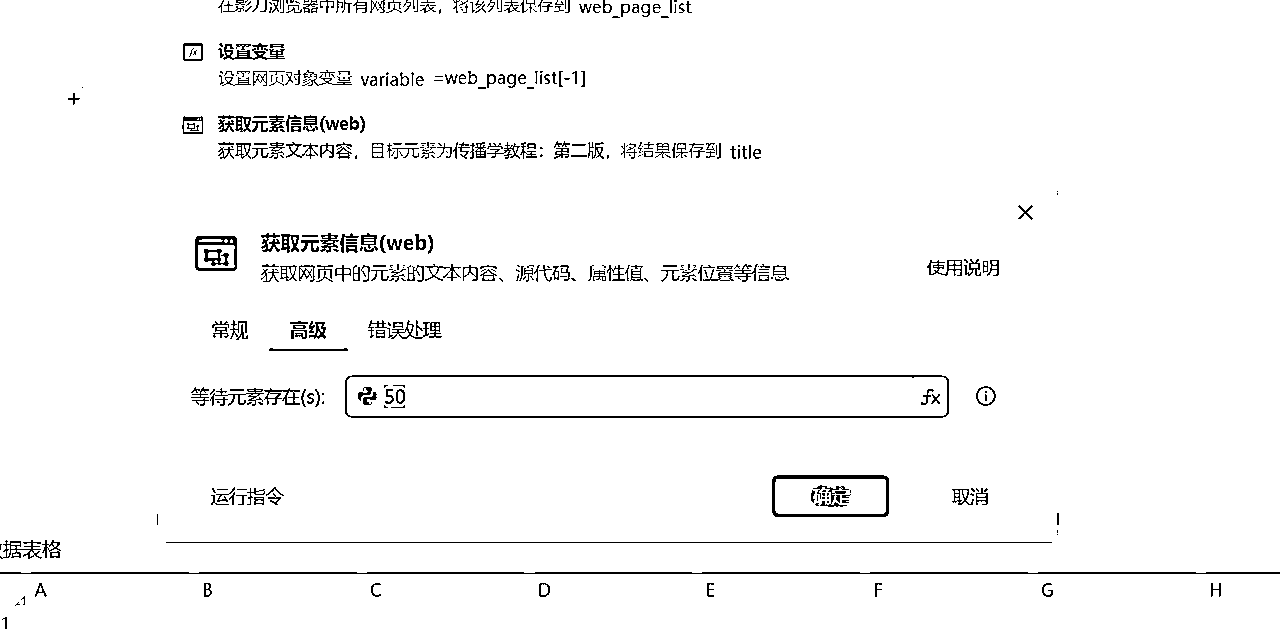 在影刀浏览器中所有网页列表，将该列表保存到 web_page_list
设置变量
设置网页对象变量 variable =web_page_list[-1]
获取元素信息(web)
获取元素文本内容，目标元素为传播学教程：第二版，将结果保存到 title
获取元素信息(web)
获取网页中的元素的文本内容、源代码、属性值、元素位置等信息
使用说明
常规 高级 错误处理
等待元素存在(s): 50 fx
运行指令 确定 取消
据表格
A B C D E F G H
1